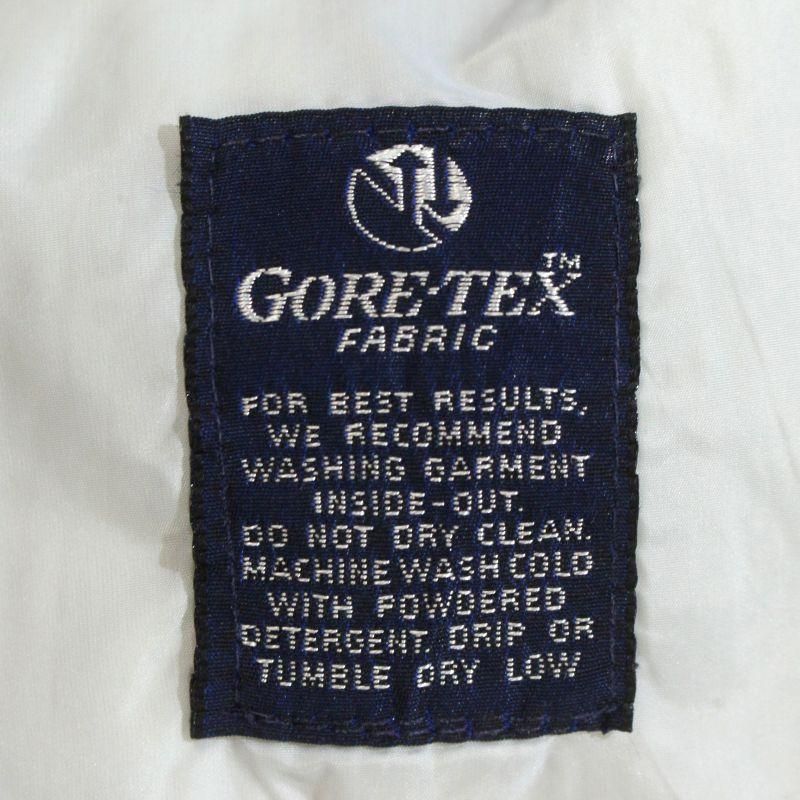 GORE-TEX™
FABRIC
FOR BEST RESULTS,
WE RECOMMEND
WASHING GARMENT
INSIDE-OUT.
DO NOT DRY CLEAN.
MACHINE WASH COLD
WITH POWDERED
DETERGENT. DRIP OR
TUMBLE DRY LOW